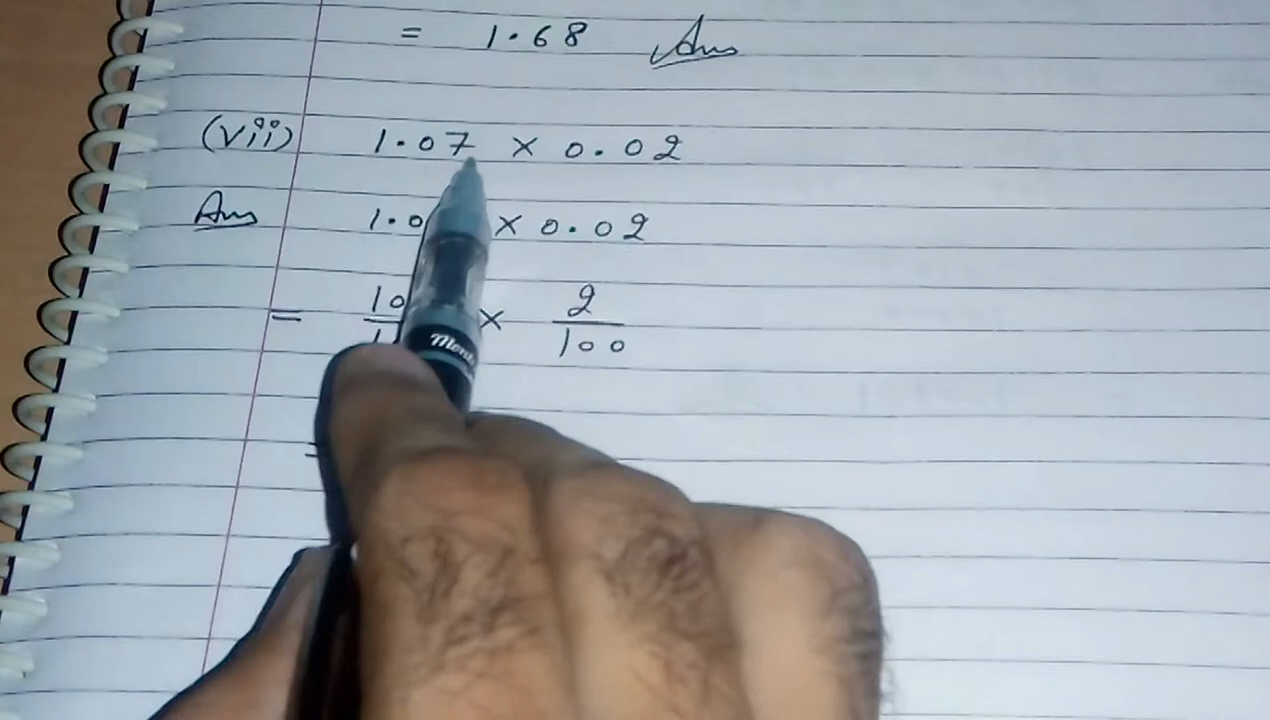 = 1.68 Ans
(vii) 1.07 × 0.02
Ans 1.0 × 0.02
= 10 × 2
100